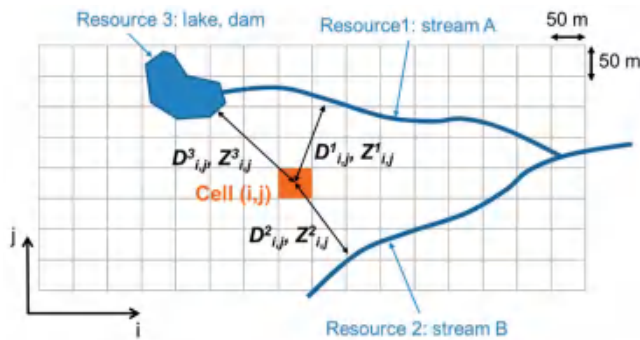 Resource 3: lake, dam
Resource1: stream A
50 m
50 m
D³i,j, Z³i,j
D¹i,j, Z¹i,j
Cell (i,j)
D²i,j, Z²i,j
j
i
Resource 2: stream B